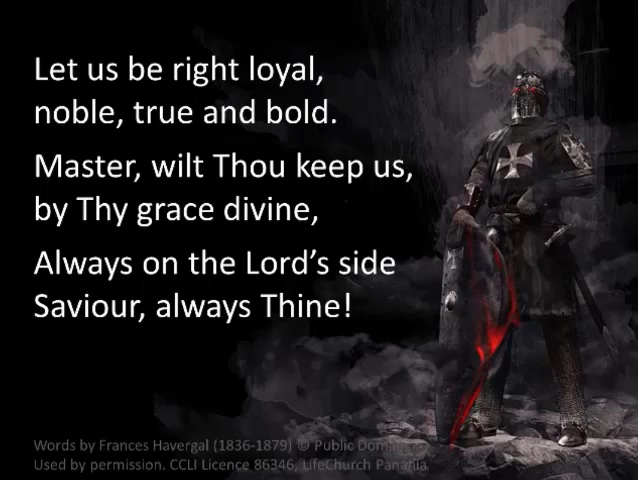 Let us be right loyal,
noble, true and bold.
Master, wilt Thou keep us,
by Thy grace divine,
Always on the Lord's side
Saviour, always Thine!
Words by Frances Havergal (1836-1879) © Public Domain
Used by permission. CCLI Licence 86346, LifeChurch Panania